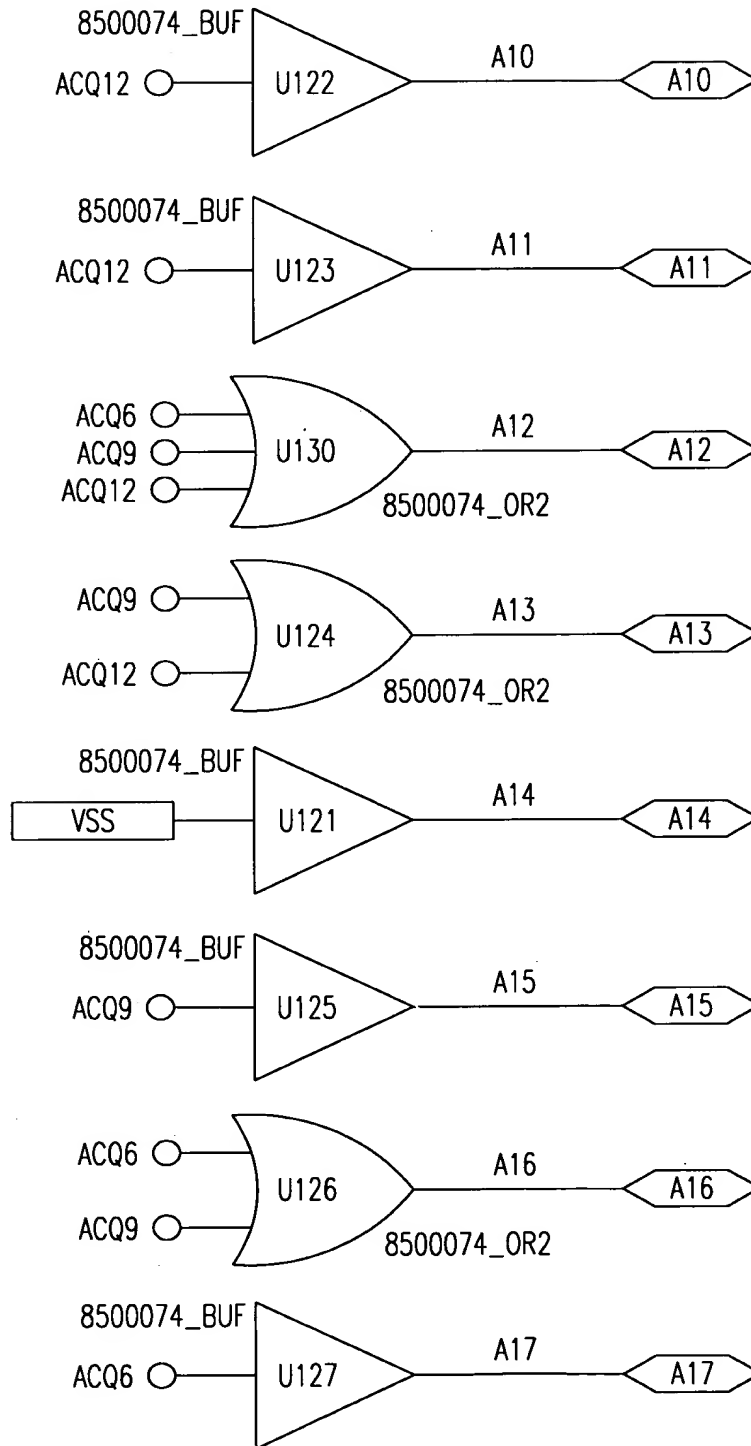 8500074_BUF
ACQ12 U122 A10 A10
8500074_BUF
ACQ12 U123 A11 A11
ACQ6
ACQ9 U130 A12 A12
ACQ12
8500074_OR2
ACQ9
U124 A13 A13
ACQ12
8500074_OR2
8500074_BUF
VSS U121 A14 A14
8500074_BUF
ACQ9 U125 A15 A15
ACQ6
U126 A16 A16
ACQ9
8500074_OR2
8500074_BUF
ACQ6 U127 A17 A17